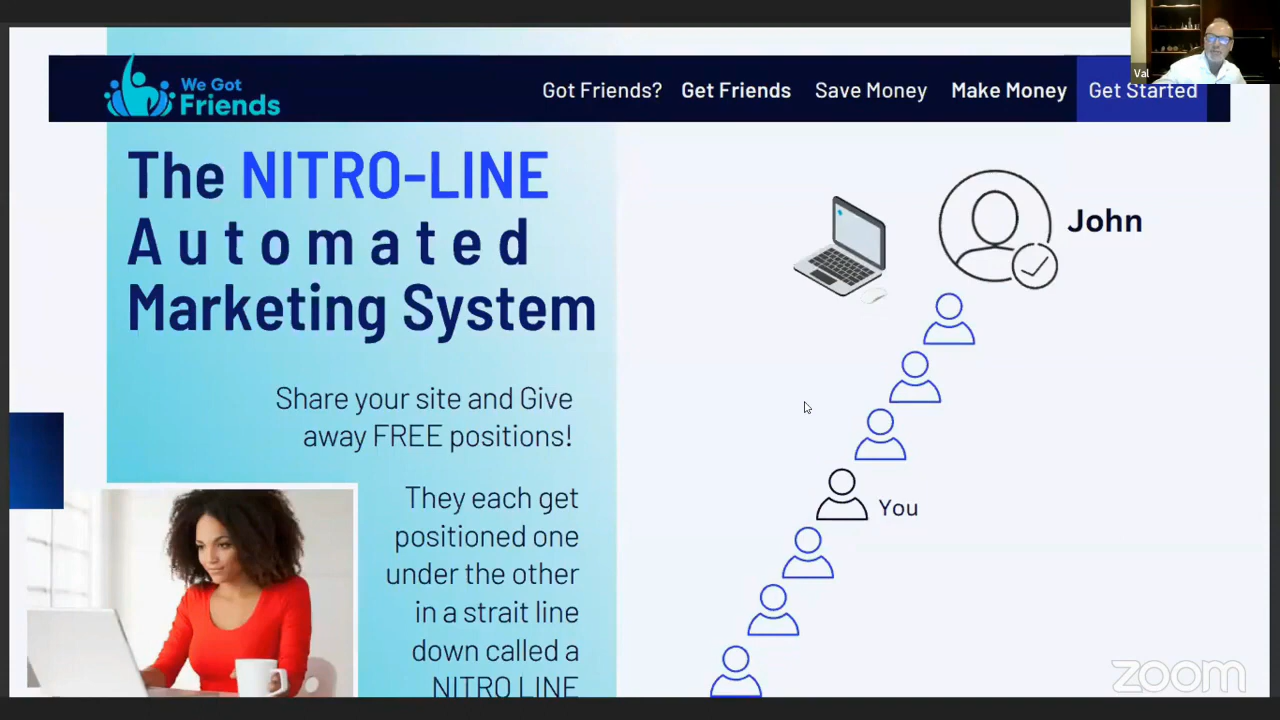 Val
We Got
Friends
Got Friends? Get Friends Save Money Make Money Get Started
The NITRO-LINE
Automated
Marketing System
John
Share your site and Give
away FREE positions!
They each get
positioned one
under the other
in a strait line
down called a
NITRO LINE
You
zoom